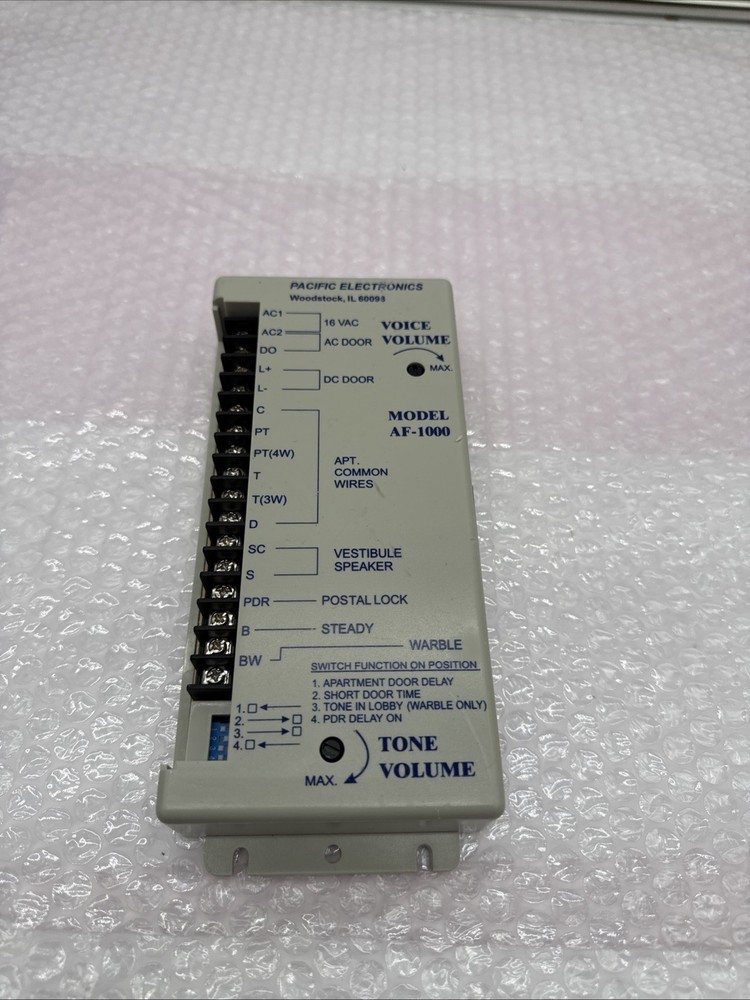 PACIFIC ELECTRONICS
Woodstock, IL 60098
AC1
16 VAC
AC2
AC DOOR
DO
VOICE
VOLUME
MAX.
L+
DC DOOR
L-
C
MODEL
AF-1000
PT
PT(4W)
APT.
COMMON
WIRES
T
T(3W)
D
SC
VESTIBULE
SPEAKER
S
PDR
POSTAL LOCK
B
STEADY
BW
WARBLE
SWITCH FUNCTION ON POSITION
1. APARTMENT DOOR DELAY
2. SHORT DOOR TIME
3. TONE IN LOBBY (WARBLE ONLY)
4. PDR DELAY ON
1.
2.
3.
4.
TONE
VOLUME
MAX.